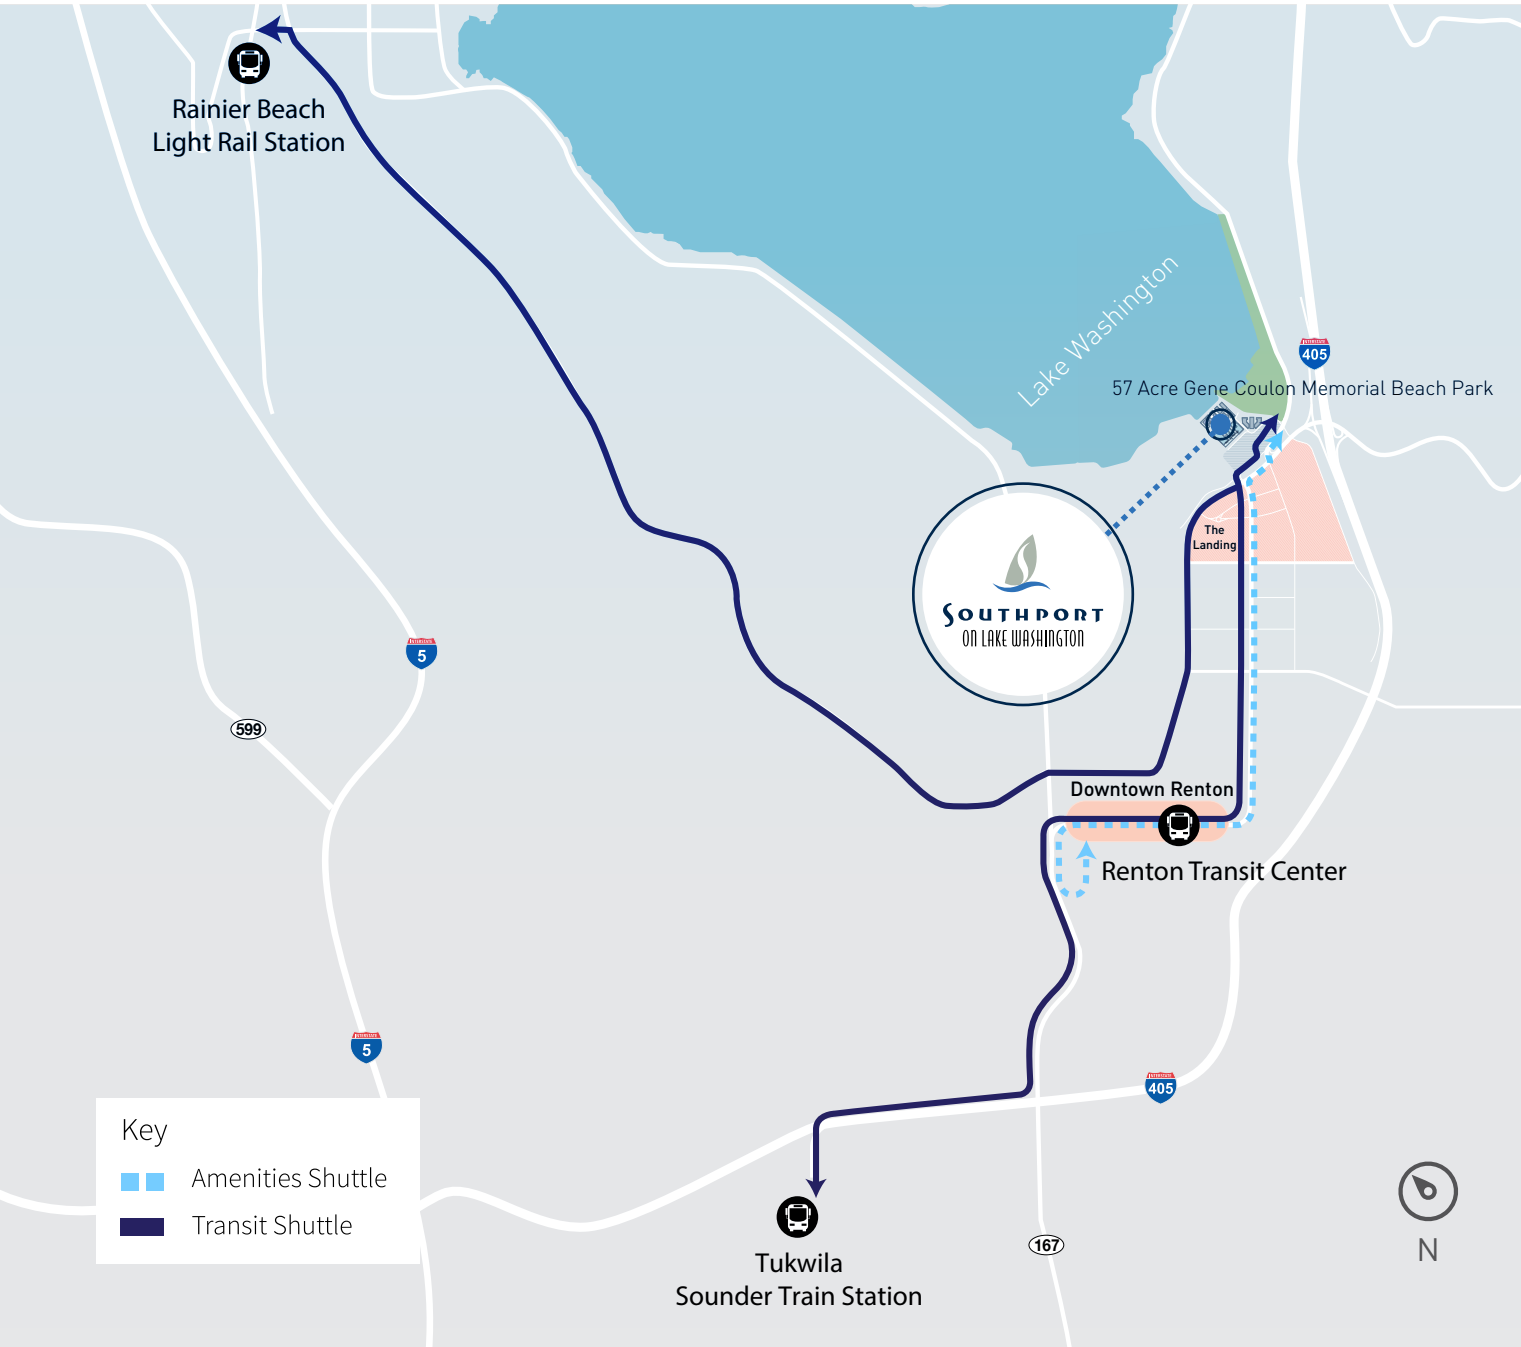 Rainier Beach
Light Rail Station
Lake Washington
405
57 Acre Gene Coulon Memorial Beach Park
The
Landing
SOUTHPORT
ON LAKE WASHINGTON
5
599
Downtown Renton
Renton Transit Center
5
405
Key
Amenities Shuttle
Transit Shuttle
Tukwila
Sounder Train Station
167
N